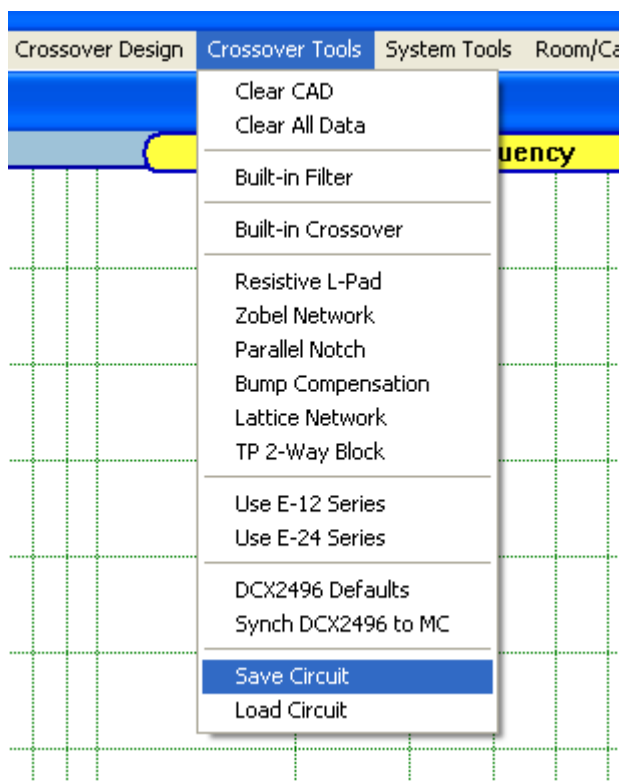 Crossover Design Crossover Tools System Tools Room/Ca
uency
Clear CAD
Clear All Data
Built-in Filter
Built-in Crossover
Resistive L-Pad
Zobel Network
Parallel Notch
Bump Compensation
Lattice Network
TP 2-Way Block
Use E-12 Series
Use E-24 Series
DCX2496 Defaults
Synch DCX2496 to MC
Save Circuit
Load Circuit